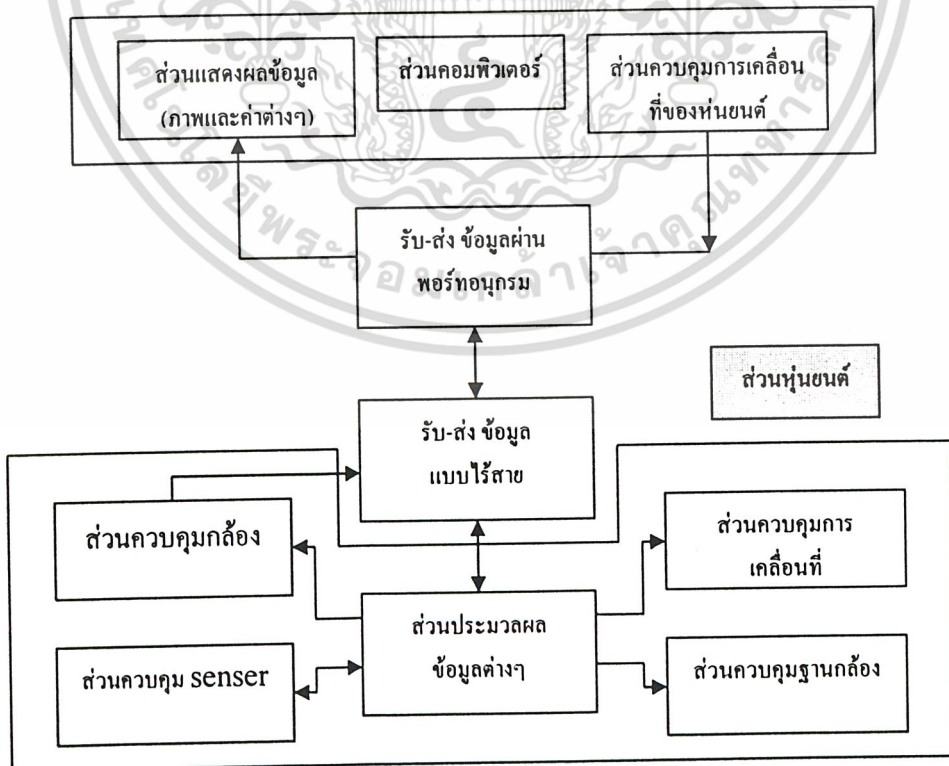 ส่วนแสดงผลข้อมูล
(ภาพและค่าต่างๆ)
ส่วนคอมพิวเตอร์
ส่วนควบคุมการเคลื่อน
ที่ของหุ่นยนต์
รับ-ส่ง ข้อมูลผ่าน
พอร์ทอนุกรม
ส่วนหุ่นยนต์
รับ-ส่ง ข้อมูล
แบบไร้สาย
ส่วนควบคุมกล้อง
ส่วนควบคุมการ
เคลื่อนที่
ส่วนประมวลผล
ข้อมูลต่างๆ
ส่วนควบคุม senser
ส่วนควบคุมฐานกล้อง